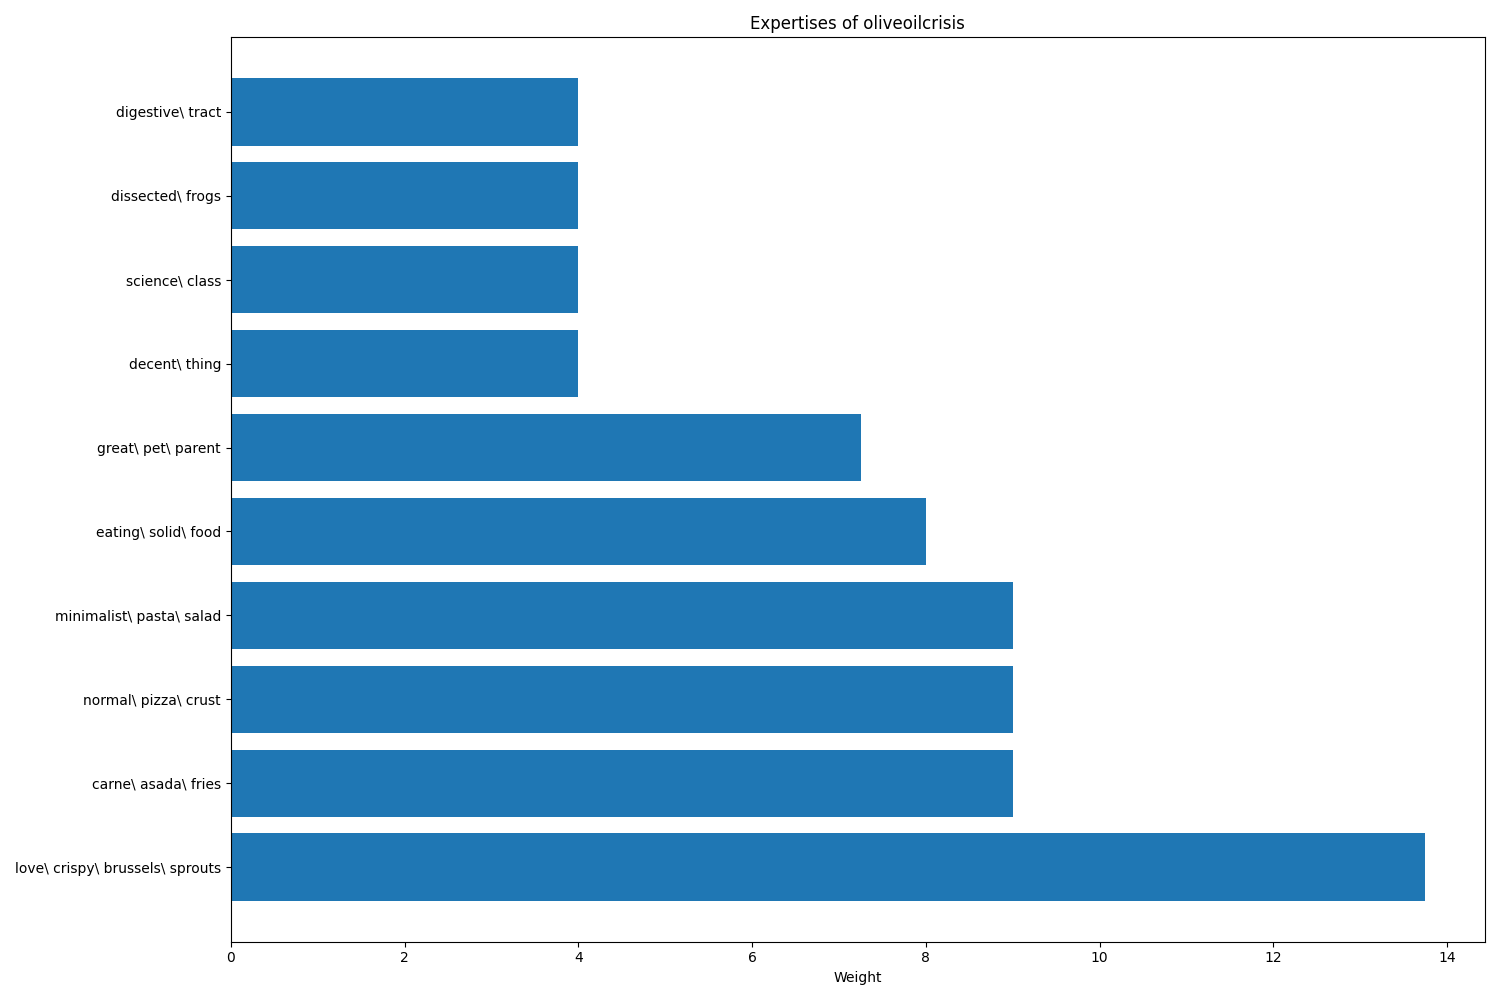 Expertises of oliveoilcrisis
digestive\ tract
dissected\ frogs
science\ class
decent\ thing
great\ pet\ parent
eating\ solid\ food
minimalist\ pasta\ salad
normal\ pizza\ crust
carne\ asada\ fries
love\ crispy\ brussels\ sprouts
0 2 4 6 8 10 12 14
Weight